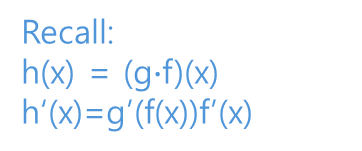 Recall:
h(x) = (g·f)(x)
h′(x)=g′(f(x))f′(x)